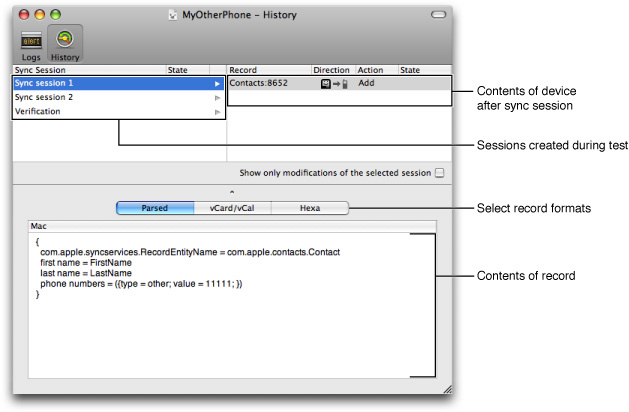 MyOtherPhone – History
alert
Logs
History
Sync Session State Record Direction Action State
Sync session 1 Contacts:8652 Add
Sync session 2
Verification
Contents of device
after sync session
Sessions created during test
Show only modifications of the selected session
Parsed vCard/vCal Hexa
Select record formats
Mac
{
com.apple.syncservices.RecordEntityName = com.apple.contacts.Contact
first name = FirstName
last name = LastName
phone numbers = ({type = other; value = 11111; })
}
Contents of record